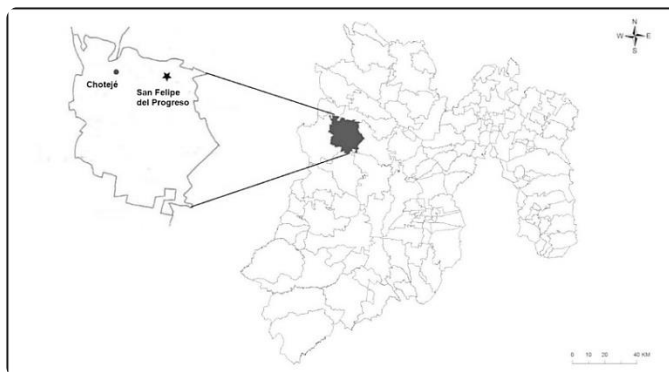 N
W E
S
Chotejé
San Felipe
del Progreso
0 10 20 40 KM